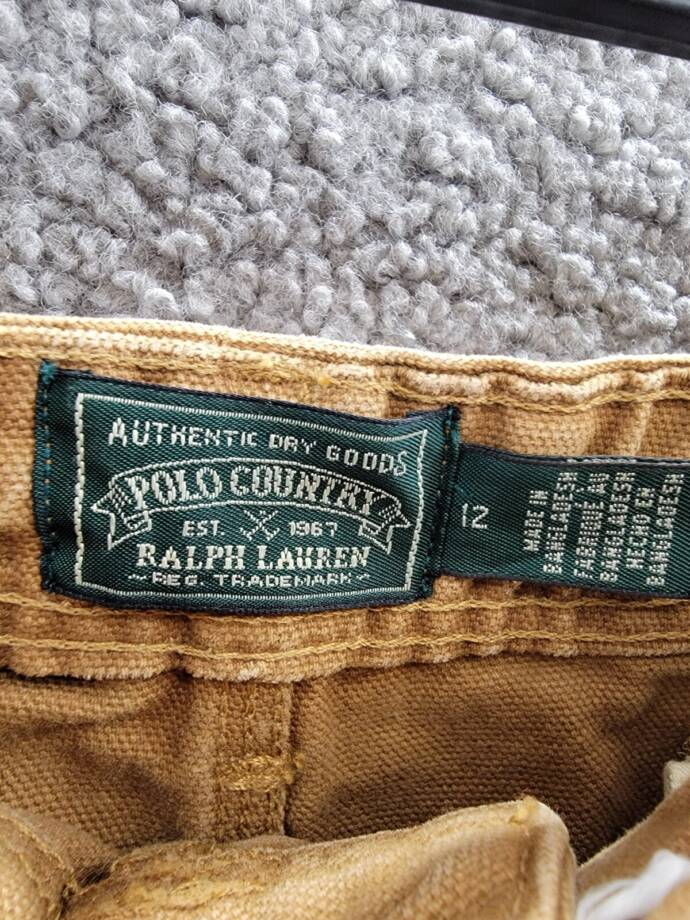 AUTHENTIC DRY GOODS
POLO COUNTRY
EST. 1967
RALPH LAUREN
~REG. TRADEMARK~
12
MADE IN
BANGLADESH
FABRIQUÉ AU
BANGLADESH
HECHO EN
BANGLADESH